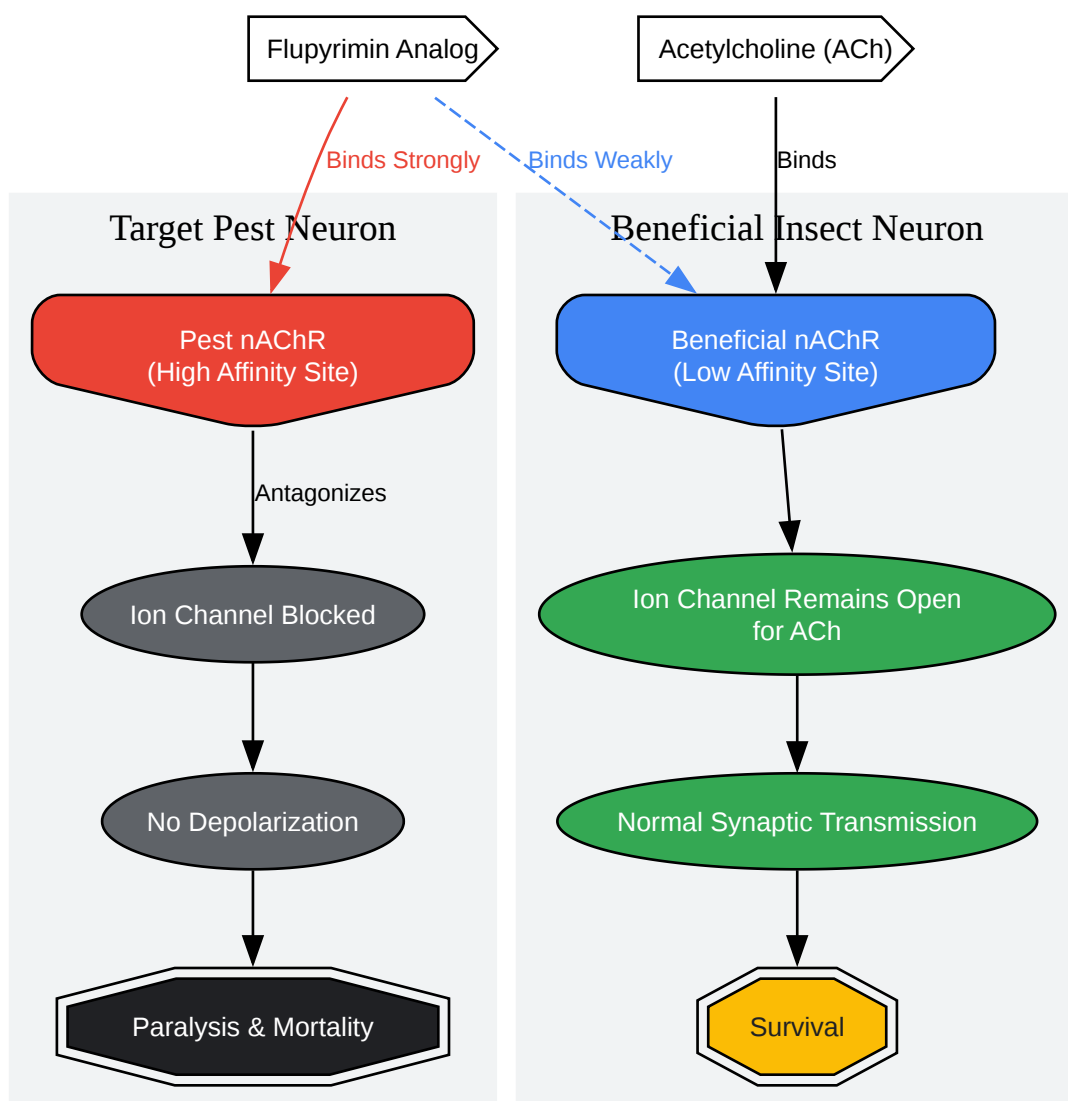 Flupyrimin Analog
Acetylcholine (ACh)
Binds Strongly
Binds Weakly
Binds
Target Pest Neuron
Beneficial Insect Neuron
Pest nAChR
(High Affinity Site)
Beneficial nAChR
(Low Affinity Site)
Antagonizes
Ion Channel Blocked
Ion Channel Remains Open
for ACh
No Depolarization
Normal Synaptic Transmission
Paralysis & Mortality
Survival